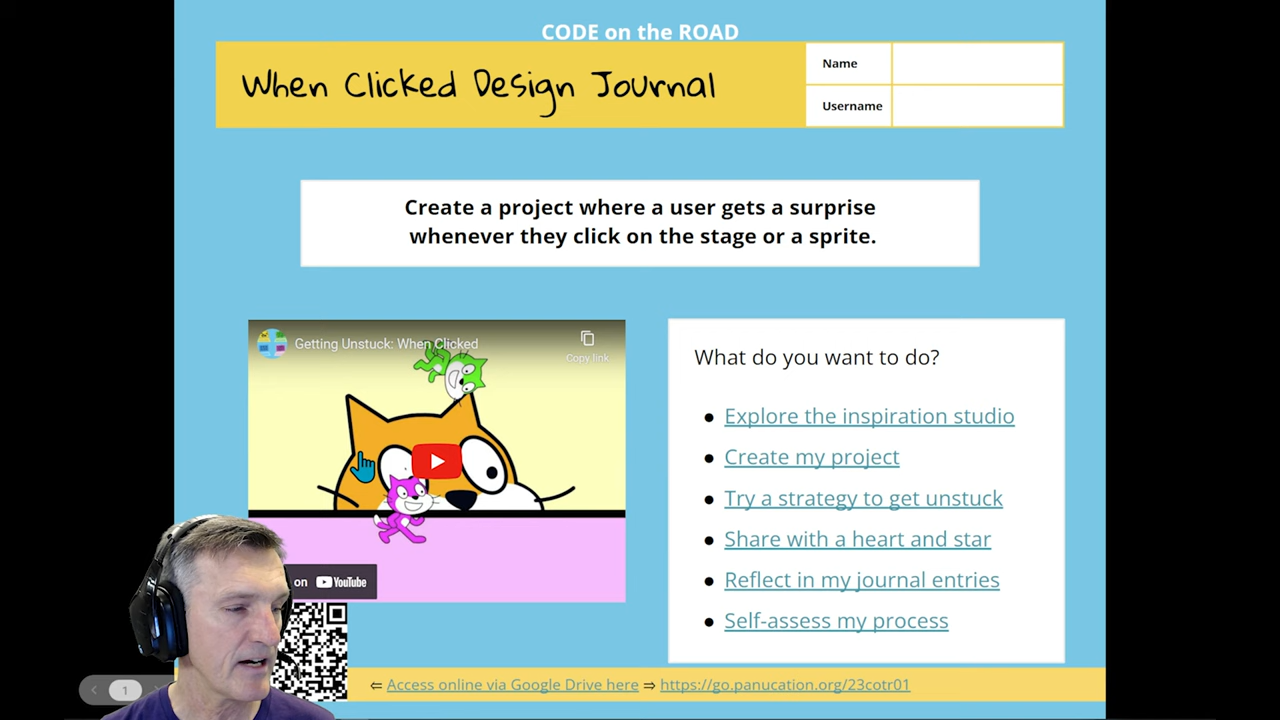 CODE on the ROAD
When Clicked Design Journal
Name
Username
Create a project where a user gets a surprise
whenever they click on the stage or a sprite.
Getting Unstuck: When Clicked
Copy link
on YouTube
What do you want to do?
• Explore the inspiration studio
• Create my project
• Try a strategy to get unstuck
• Share with a heart and star
• Reflect in my journal entries
• Self-assess my process
1
⇐ Access online via Google Drive here ⇒ https://go.panucation.org/23cotr01